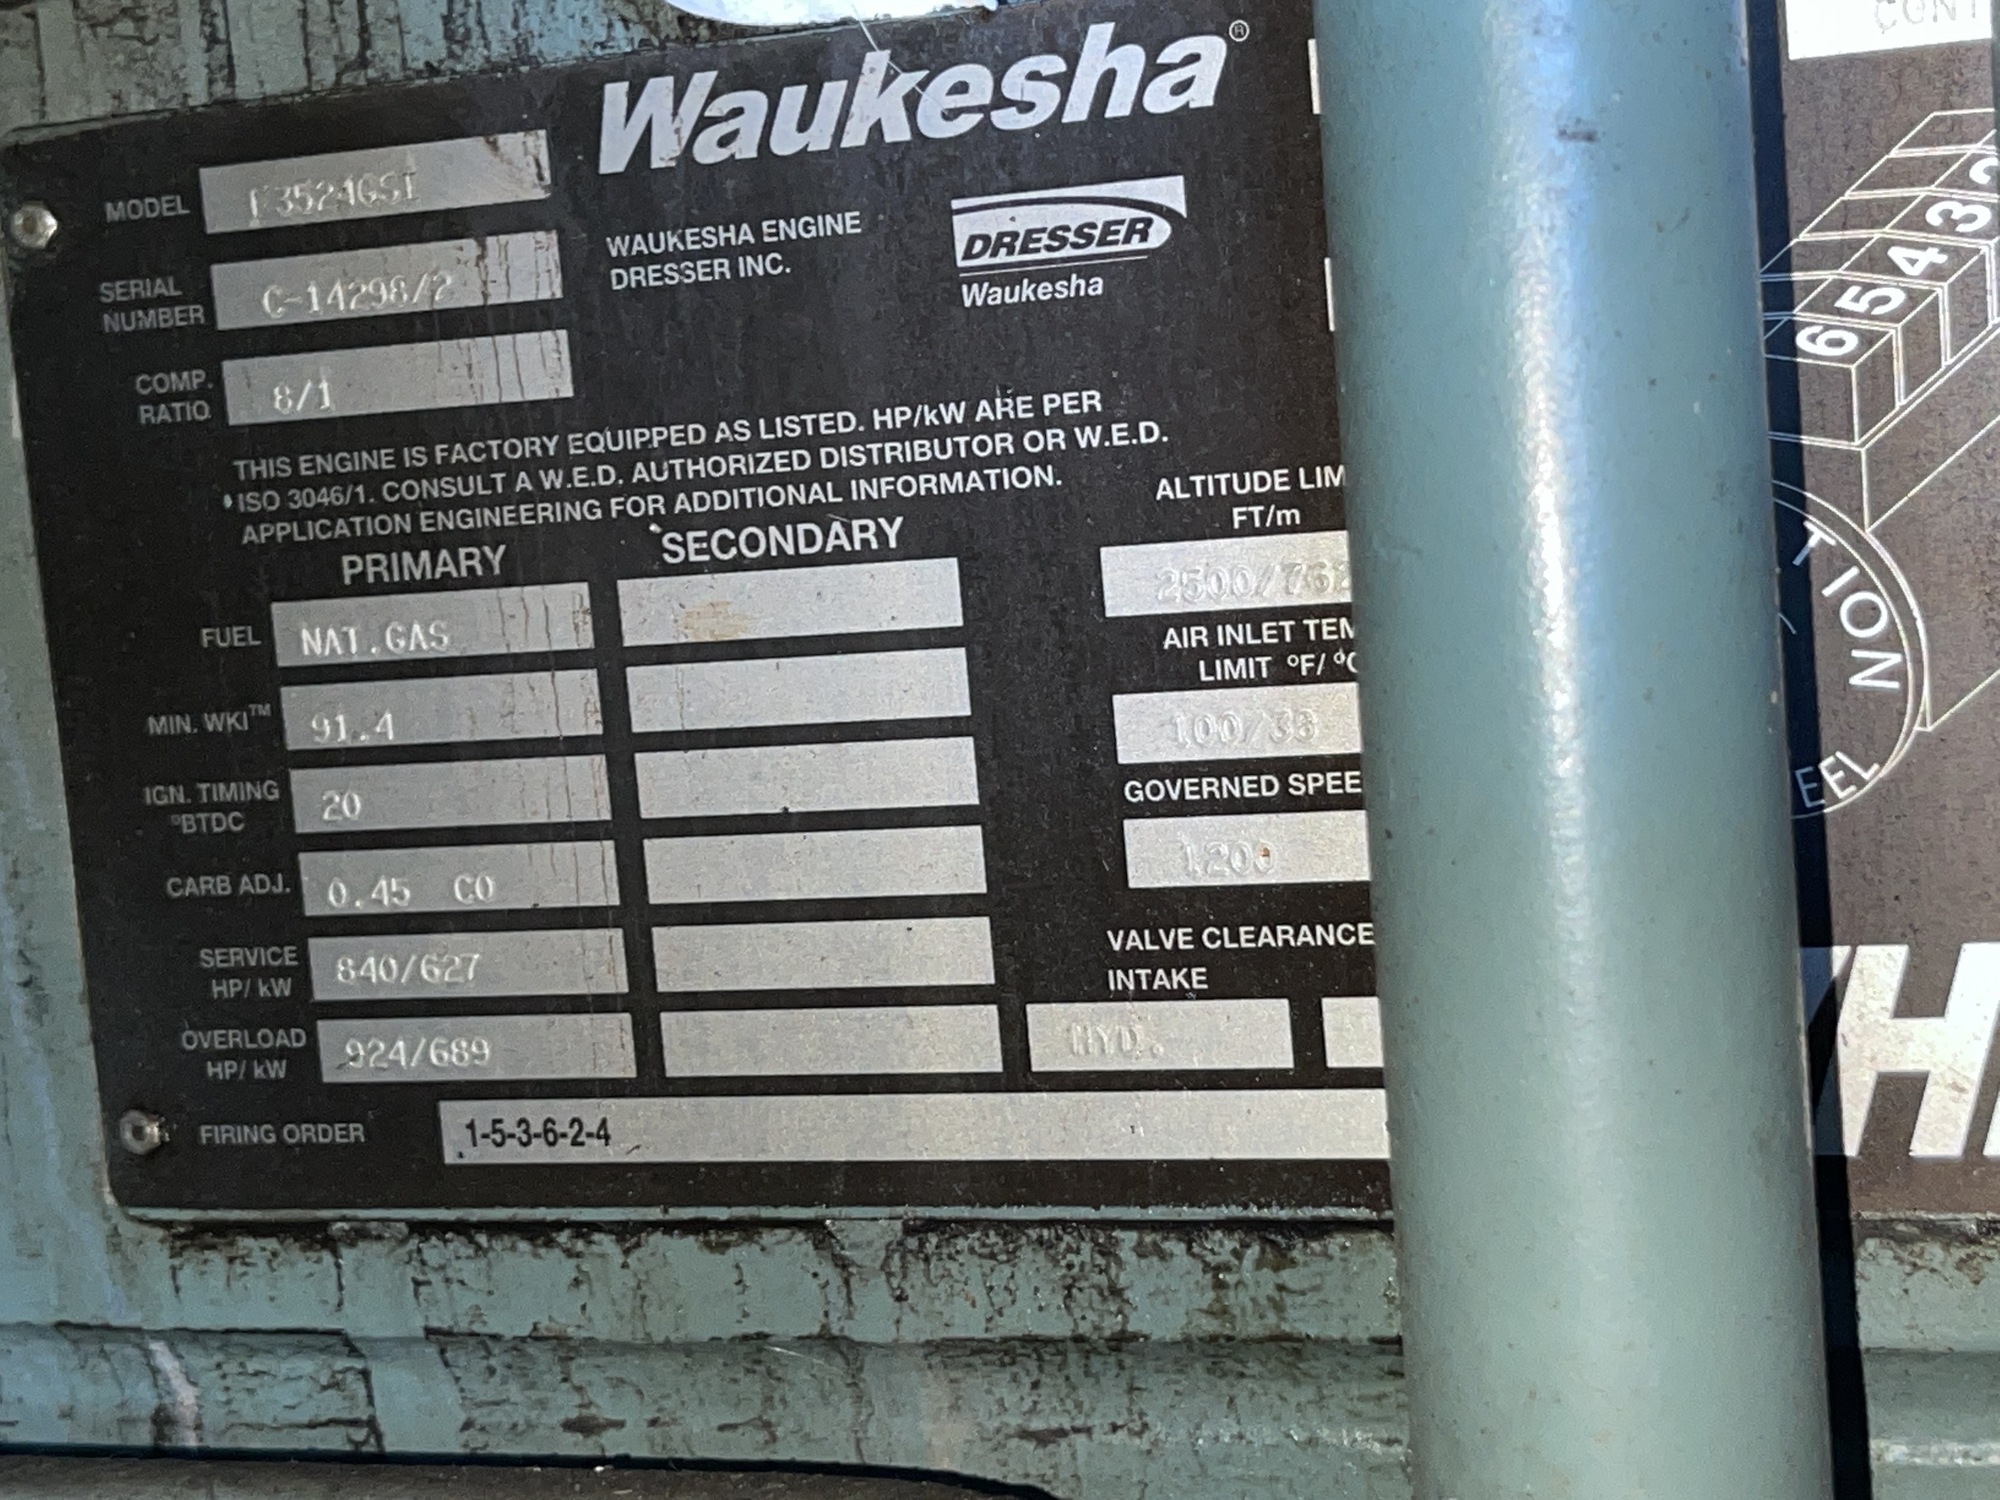 Waukesha®
MODEL F3524GSI
WAUKESHA ENGINE
DRESSER INC.
DRESSER
Waukesha
SERIAL
NUMBER C-14298/2
COMP.
RATIO 8/1
THIS ENGINE IS FACTORY EQUIPPED AS LISTED. HP/kW ARE PER
ISO 3046/1. CONSULT A W.E.D. AUTHORIZED DISTRIBUTOR OR W.E.D.
APPLICATION ENGINEERING FOR ADDITIONAL INFORMATION.
PRIMARY SECONDARY
FUEL NAT.GAS
MIN. WKI™ 91.4
IGN. TIMING
°BTDC 20
CARB ADJ. 0.45 CO
SERVICE
HP/ kW 840/627
OVERLOAD
HP/ kW 924/689
FIRING ORDER 1-5-3-6-2-4
ALTITUDE LIM
FT/m
2500/762
AIR INLET TEM
LIMIT °F/ °C
100/38
GOVERNED SPEE
1200
VALVE CLEARANCE
INTAKE
HYD.
CONT
6 5 4 3 2
TION
EEL
H